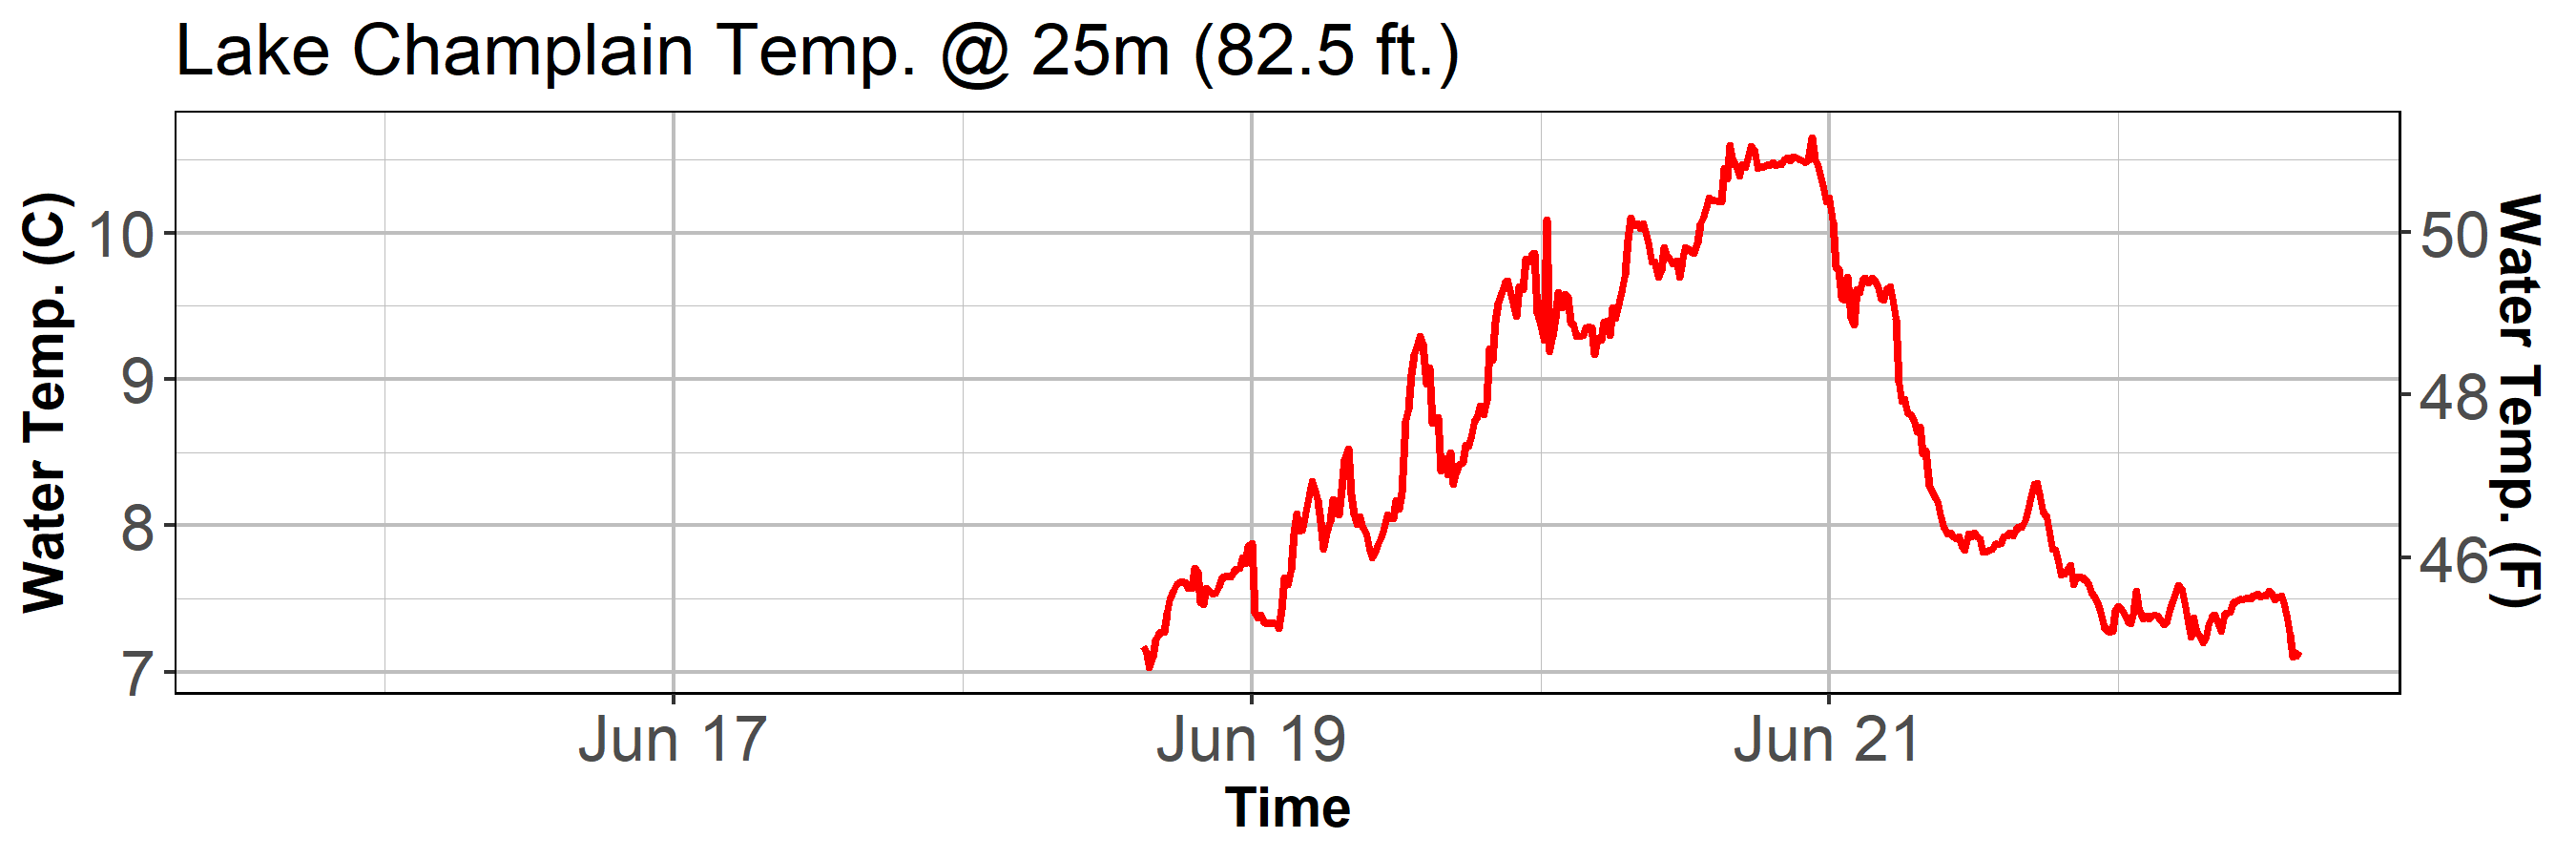 Lake Champlain Temp. @ 25m (82.5 ft.)
Water Temp. (C)
10
9
8
7
50
48
46
Water Temp. (F)
Jun 17
Jun 19
Jun 21
Time